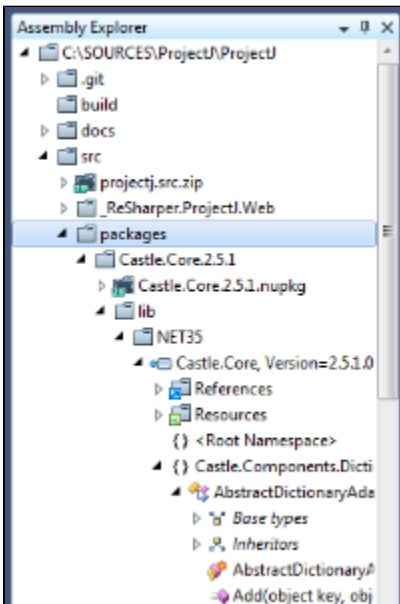 Assembly Explorer
C:\SOURCES\ProjectJ\ProjectJ
.git
build
docs
src
projectj.src.zip
_ReSharper.ProjectJ.Web
packages
Castle.Core.2.5.1
Castle.Core.2.5.1.nupkg
lib
NET35
Castle.Core, Version=2.5.1.0
References
Resources
{} <Root Namespace>
{} Castle.Components.Dicti
AbstractDictionaryAda
Base types
Inheritors
AbstractDictionaryA
Add(object key, obj